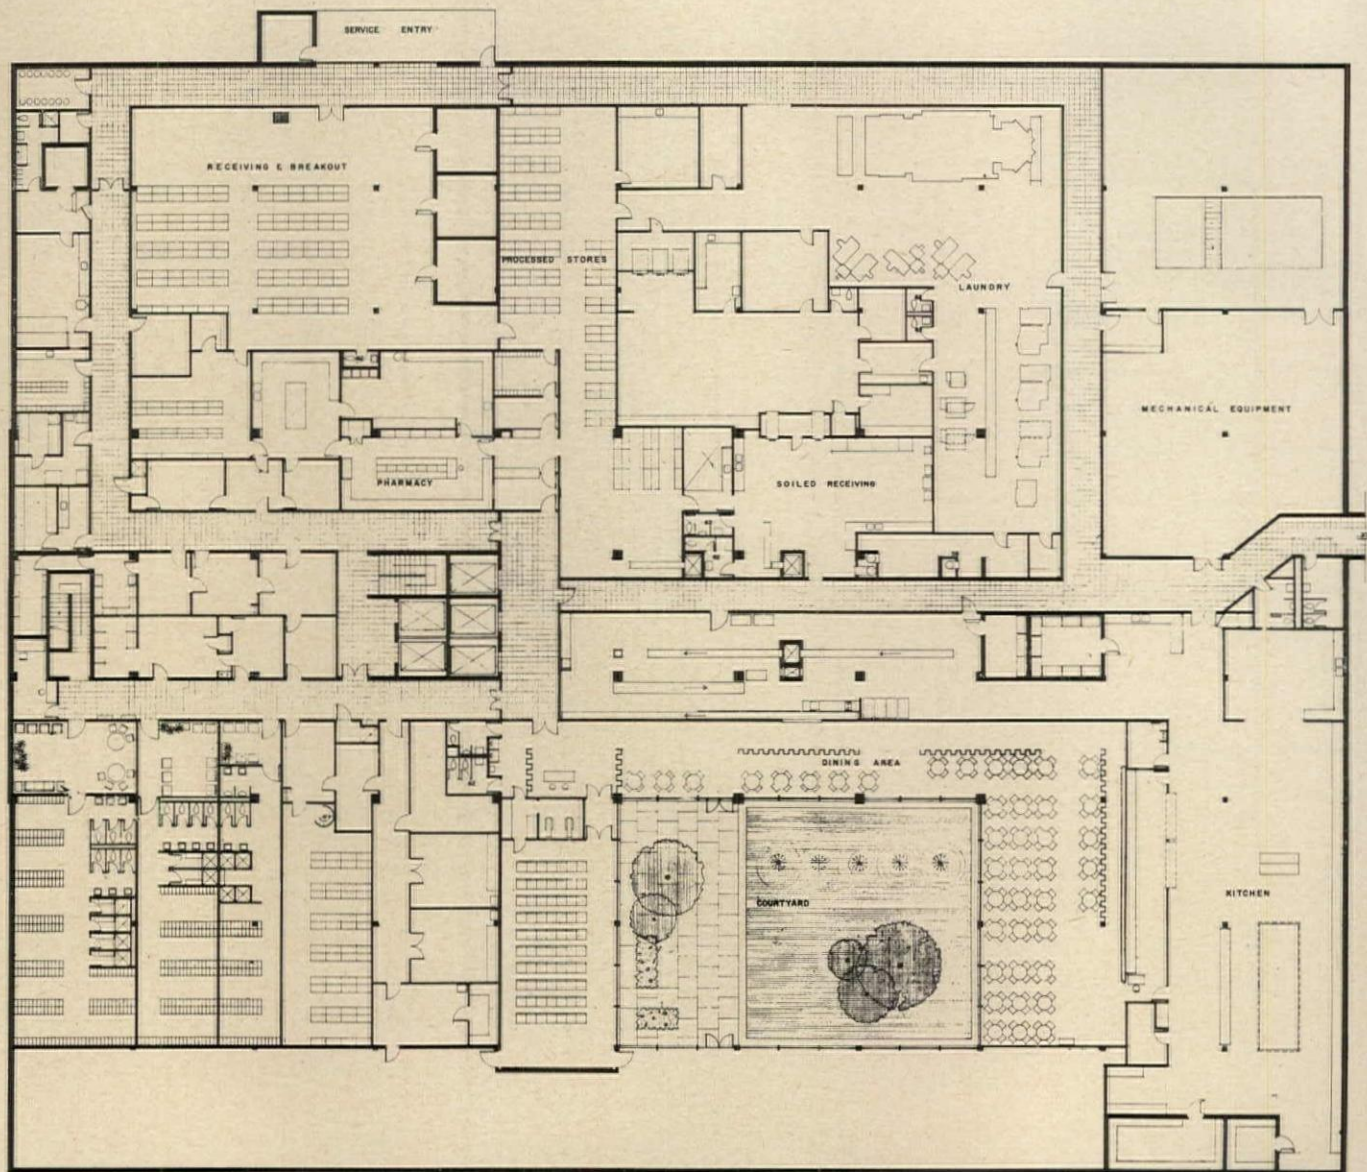 SERVICE ENTRY
RECEIVING & BREAKOUT
PROCESSED STORES
LAUNDRY
MECHANICAL EQUIPMENT
PHARMACY
SOILED RECEIVING
DINING AREA
COURTYARD
KITCHEN